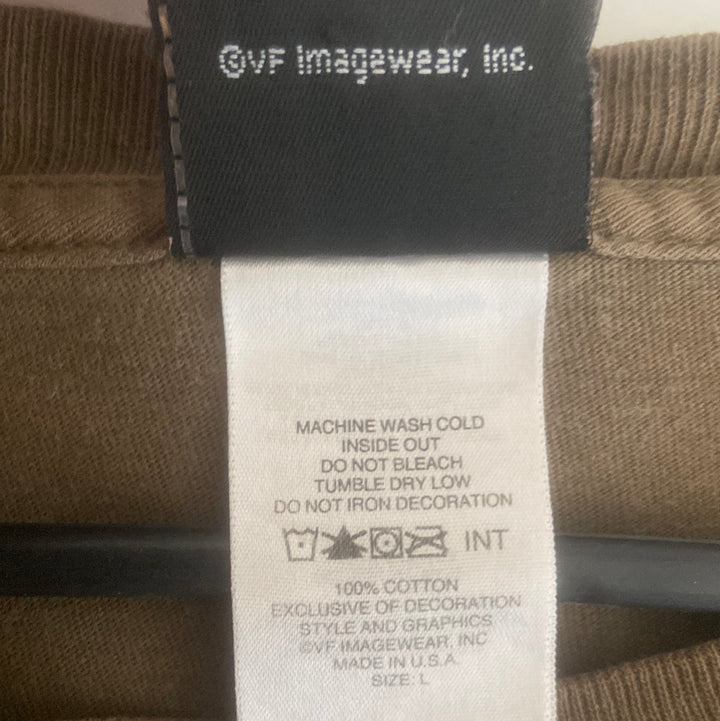 ©VF Imagewear, Inc.
MACHINE WASH COLD
INSIDE OUT
DO NOT BLEACH
TUMBLE DRY LOW
DO NOT IRON DECORATION
INT
100% COTTON
EXCLUSIVE OF DECORATION
STYLE AND GRAPHICS
©VF IMAGEWEAR, INC
MADE IN U.S.A.
SIZE: L